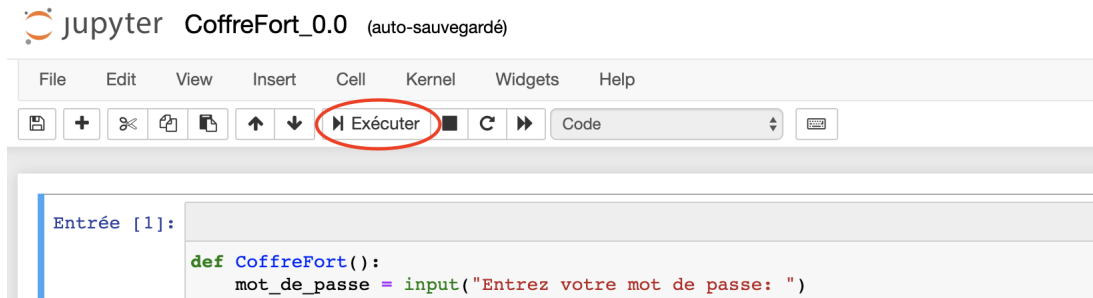 jupyter CoffreFort_0.0 (auto-sauvegardé)
File Edit View Insert Cell Kernel Widgets Help
Exécuter Code
Entrée [1]:
def CoffreFort():
mot_de_passe = input("Entrez votre mot de passe: ")